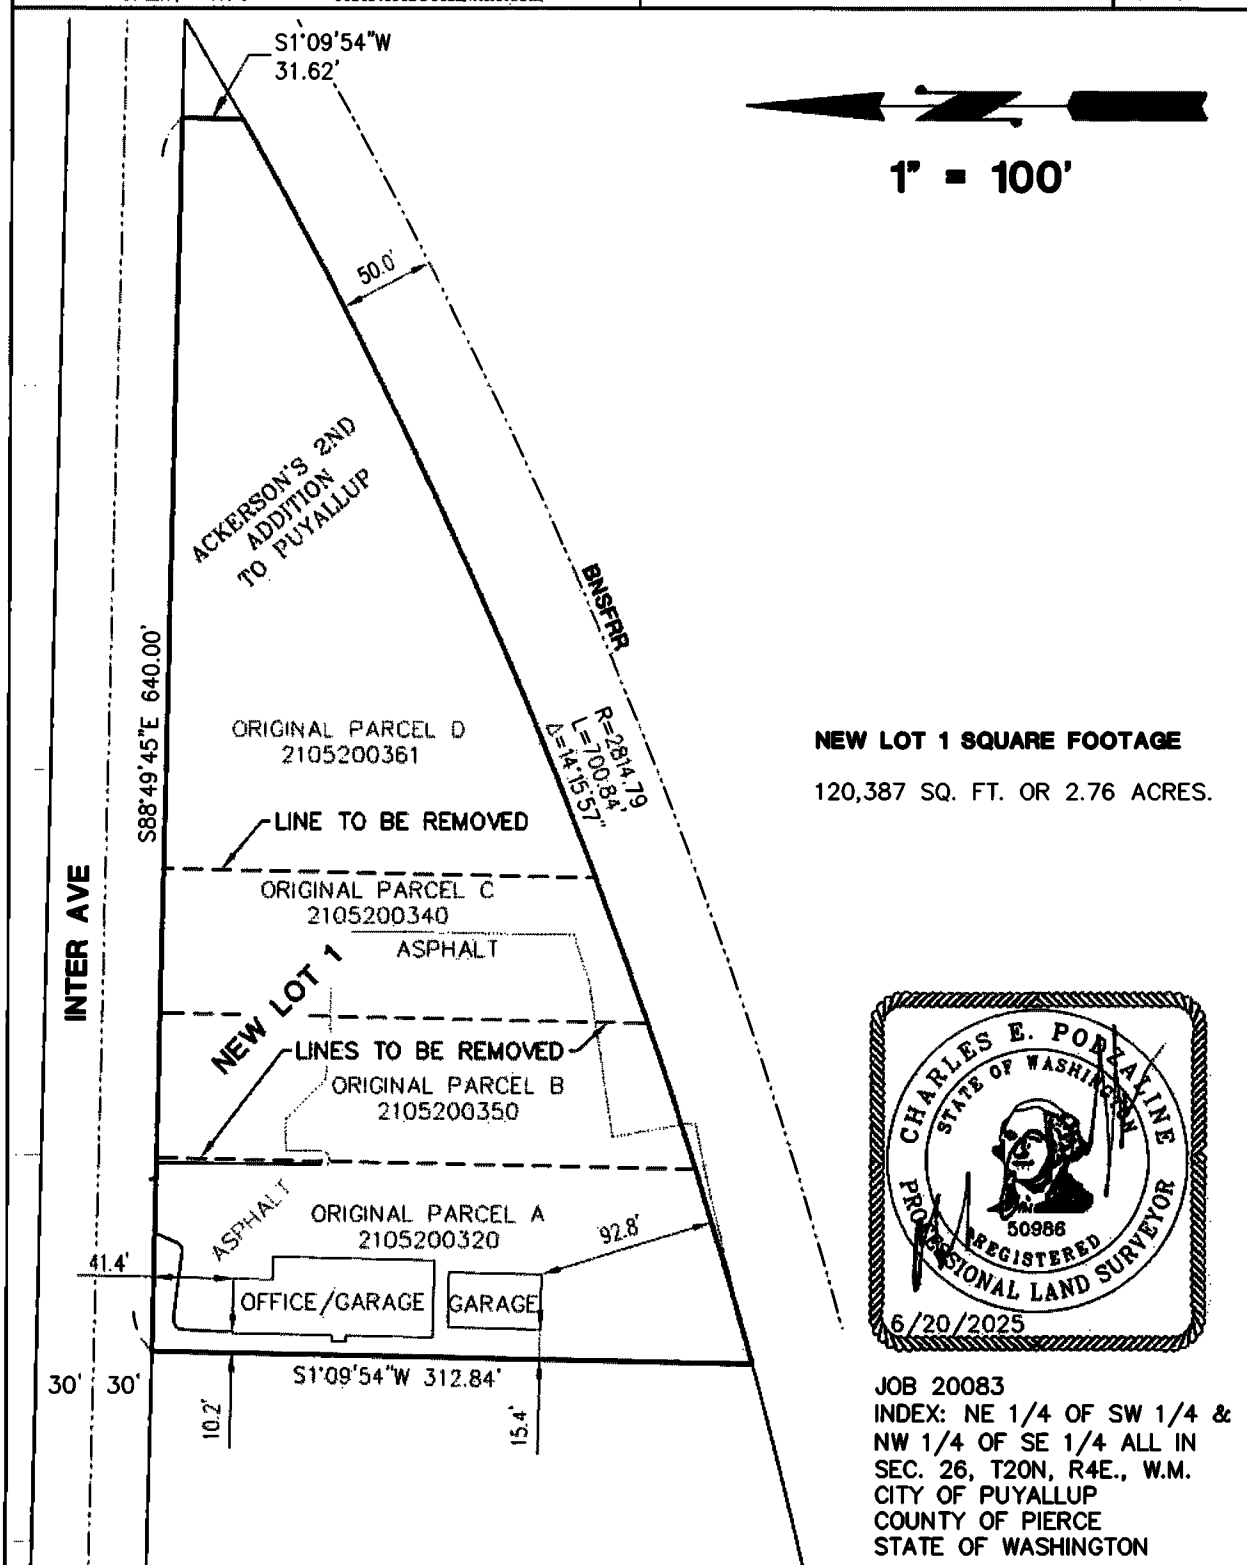 S1°09'54"W
31.62'
1" = 100'
50.0'
ACKERSON'S 2ND
ADDITION
TO PUYALLUP
BNSFRR
S88°49'45"E 640.00'
R=2814.79
L=700.84'
Δ=14°15'57"
ORIGINAL PARCEL D
2105200361
NEW LOT 1 SQUARE FOOTAGE
120,387 SQ. FT. OR 2.76 ACRES.
LINE TO BE REMOVED
INTER AVE
ORIGINAL PARCEL C
2105200340
ASPHALT
NEW LOT 1
LINES TO BE REMOVED
ORIGINAL PARCEL B
2105200350
ASPHALT
ORIGINAL PARCEL A
2105200320
92.8'
41.4'
OFFICE/GARAGE
GARAGE
S1°09'54"W 312.84'
30' 30'
10.2'
15.4'
CHARLES E. PODZALINE
STATE OF WASHINGTON
50986
REGISTERED
PROFESSIONAL LAND SURVEYOR
6/20/2025
JOB 20083
INDEX: NE 1/4 OF SW 1/4 &
NW 1/4 OF SE 1/4 ALL IN
SEC. 26, T20N, R4E., W.M.
CITY OF PUYALLUP
COUNTY OF PIERCE
STATE OF WASHINGTON